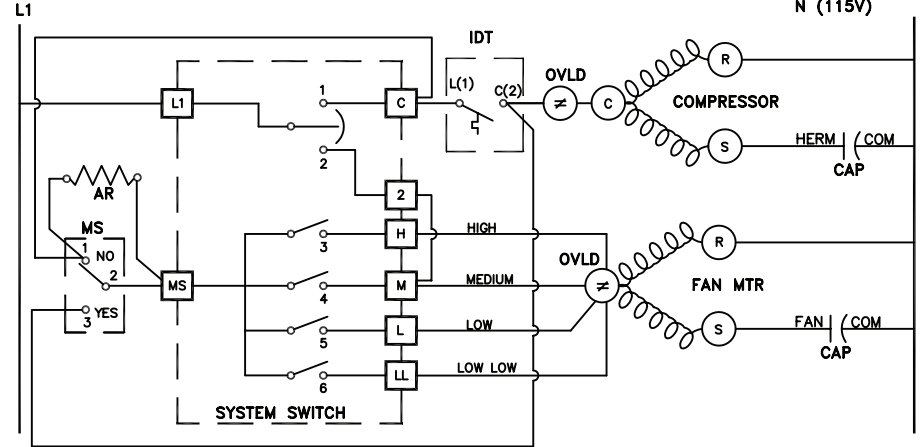 L1
N (115V)
IDT
L(1)
C(2)
OVLD
≠
C
R
COMPRESSOR
S
HERM
COM
CAP
L1
1
2
C
2
AR
MS
1
NO
2
YES
3
MS
3
4
5
6
H
M
L
LL
HIGH
MEDIUM
LOW
LOW LOW
OVLD
≠
R
FAN MTR
S
FAN
COM
CAP
SYSTEM SWITCH